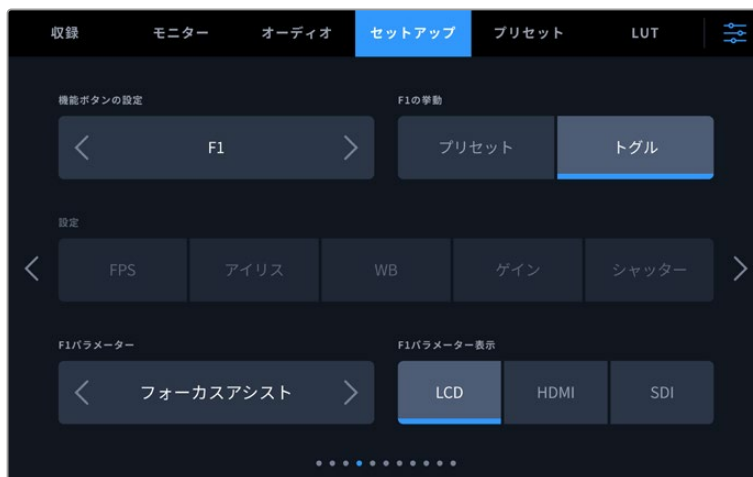 収録 モニター オーディオ セットアップ プリセット LUT
機能ボタンの設定 F1の挙動
F1 プリセット トグル
設定
FPS アイリス WB ゲイン シャッター
F1パラメーター F1パラメーター表示
フォーカスアシスト LCD HDMI SDI